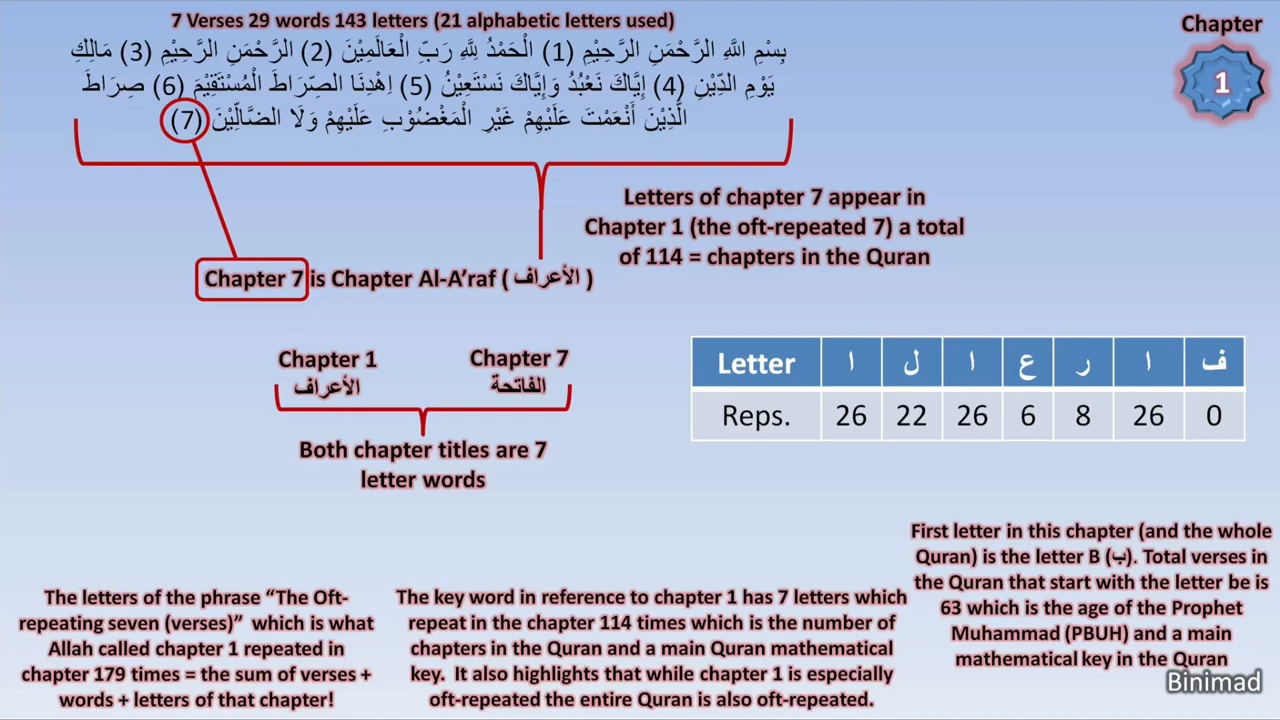 7 Verses 29 words 143 letters (21 alphabetic letters used)
Chapter
1
بِسْمِ اللَّهِ الرَّحْمَنِ الرَّحِيْمِ (1) الْحَمْدُ لِلَّهِ رَبِّ الْعَالَمِيْنَ (2) الرَّحْمَنِ الرَّحِيْمِ (3) مَالِكِ
يَوْمِ الدِّيْنِ (4) إِيَّاكَ نَعْبُدُ وَإِيَّاكَ نَسْتَعِيْنُ (5) اِهْدِنَا الصِّرَاطَ الْمُسْتَقِيْمَ (6) صِرَاطَ
الَّذِيْنَ أَنْعَمْتَ عَلَيْهِمْ غَيْرِ الْمَغْضُوْبِ عَلَيْهِمْ وَلَا الضَّالِّيْنَ (7)
Letters of chapter 7 appear in
Chapter 1 (the oft-repeated 7) a total
of 114 = chapters in the Quran
Chapter 7 is Chapter Al-A’raf ( الأعراف )
Chapter 1 Chapter 7
الأعراف الفاتحة
Both chapter titles are 7
letter words
Letter ا ل ا ع ر ا ف
Reps. 26 22 26 6 8 26 0
The letters of the phrase “The Oft-
repeating seven (verses)” which is what
Allah called chapter 1 repeated in
chapter 179 times = the sum of verses +
words + letters of that chapter!
The key word in reference to chapter 1 has 7 letters which
repeat in the chapter 114 times which is the number of
chapters in the Quran and a main Quran mathematical
key. It also highlights that while chapter 1 is especially
oft-repeated the entire Quran is also oft-repeated.
First letter in this chapter (and the whole
Quran) is the letter B (ب). Total verses in
the Quran that start with the letter be is
63 which is the age of the Prophet
Muhammad (PBUH) and a main
mathematical key in the Quran
Binimad